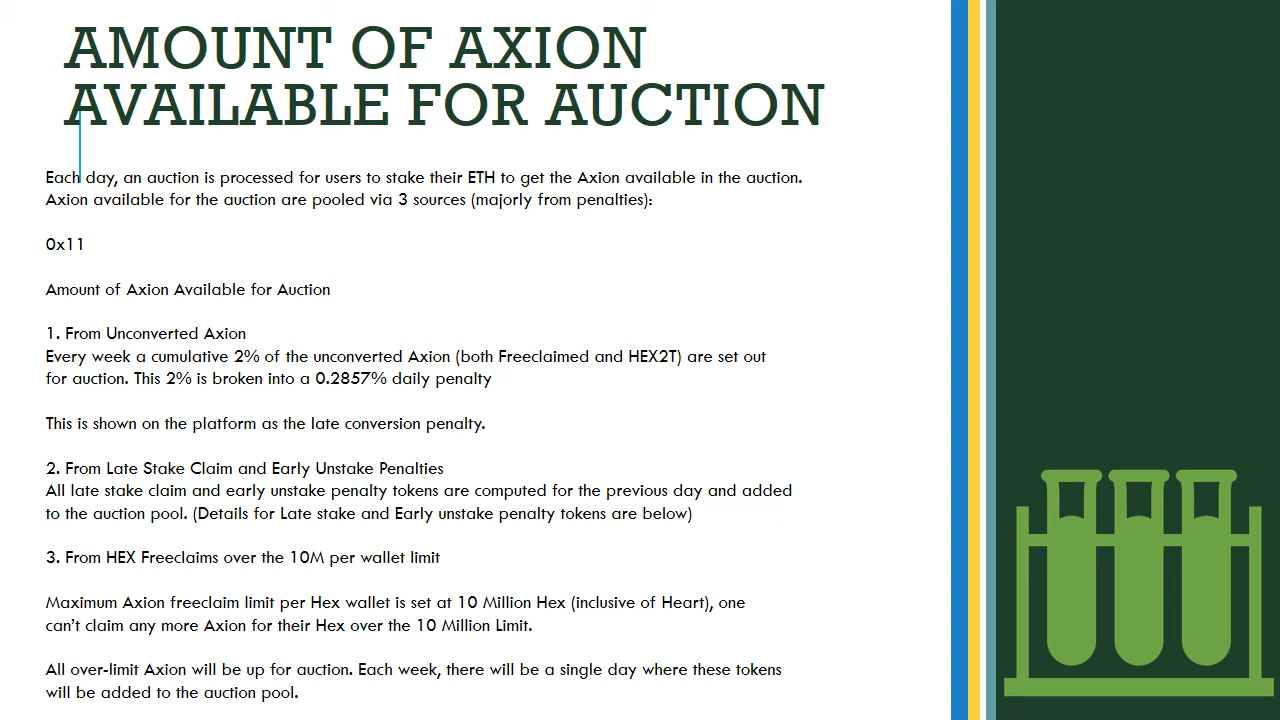 AMOUNT OF AXION
AVAILABLE FOR AUCTION
Each day, an auction is processed for users to stake their ETH to get the Axion available in the auction.
Axion available for the auction are pooled via 3 sources (majorly from penalties):
0x11
Amount of Axion Available for Auction
1. From Unconverted Axion
Every week a cumulative 2% of the unconverted Axion (both Freeclaimed and HEX2T) are set out
for auction. This 2% is broken into a 0.2857% daily penalty
This is shown on the platform as the late conversion penalty.
2. From Late Stake Claim and Early Unstake Penalties
All late stake claim and early unstake penalty tokens are computed for the previous day and added
to the auction pool. (Details for Late stake and Early unstake penalty tokens are below)
3. From HEX Freeclaims over the 10M per wallet limit
Maximum Axion freeclaim limit per Hex wallet is set at 10 Million Hex (inclusive of Heart), one
can’t claim any more Axion for their Hex over the 10 Million Limit.
All over-limit Axion will be up for auction. Each week, there will be a single day where these tokens
will be added to the auction pool.